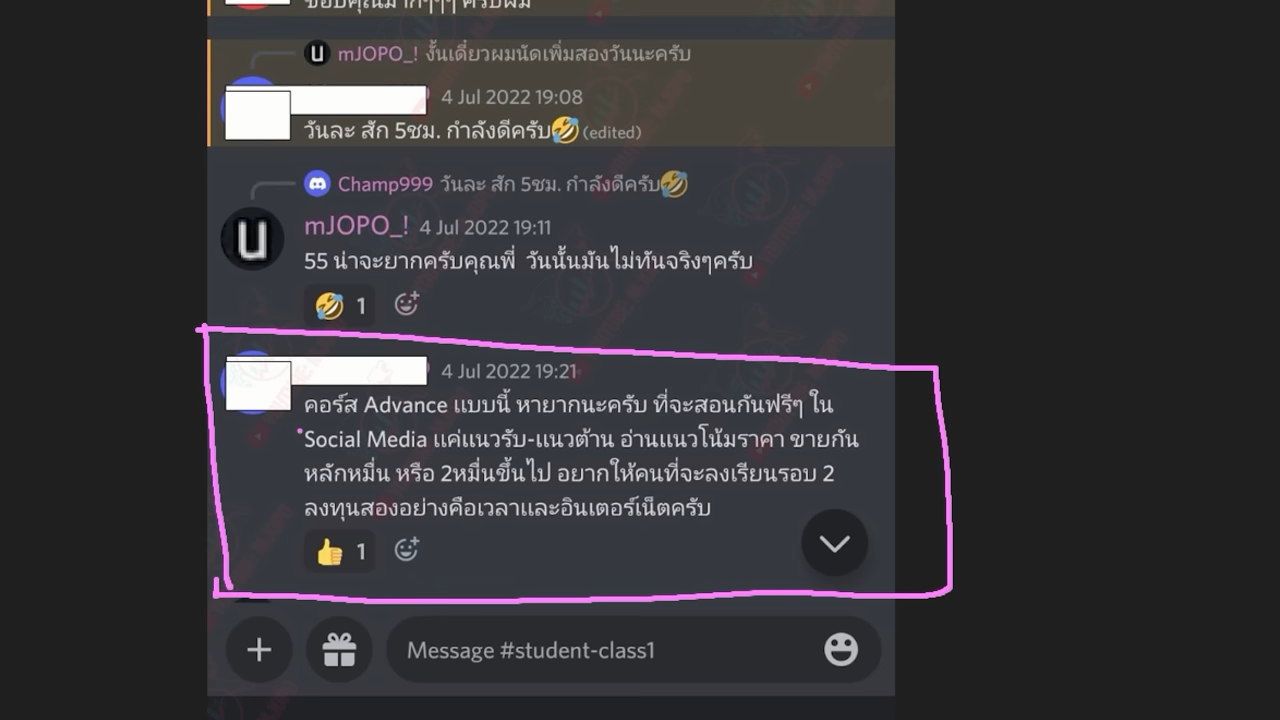 ขอบคุณมากๆๆๆ ครับผม
mJOPO_! งั้นเดี๋ยวผมนัดเพิ่มสองวันนะครับ
4 Jul 2022 19:08
วันละ สัก 5ชม. กำลังดีครับ🤣 (edited)
Champ999 วันละ สัก 5ชม. กำลังดีครับ🤣
mJOPO_! 4 Jul 2022 19:11
55 น่าจะยากครับคุณพี่ วันนั้นมันไม่ทันจริงๆครับ
🤣 1
4 Jul 2022 19:21
คอร์ส Advance แบบนี้ หายากนะครับ ที่จะสอนกันฟรีๆ ใน
Social Media แค่แนวรับ-แนวต้าน อ่านแนวโน้มราคา ขายกัน
หลักหมื่น หรือ 2หมื่นขึ้นไป อยากให้คนที่จะลงเรียนรอบ 2
ลงทุนสองอย่างคือเวลาและอินเตอร์เน็ตครับ
👍 1
Message #student-class1